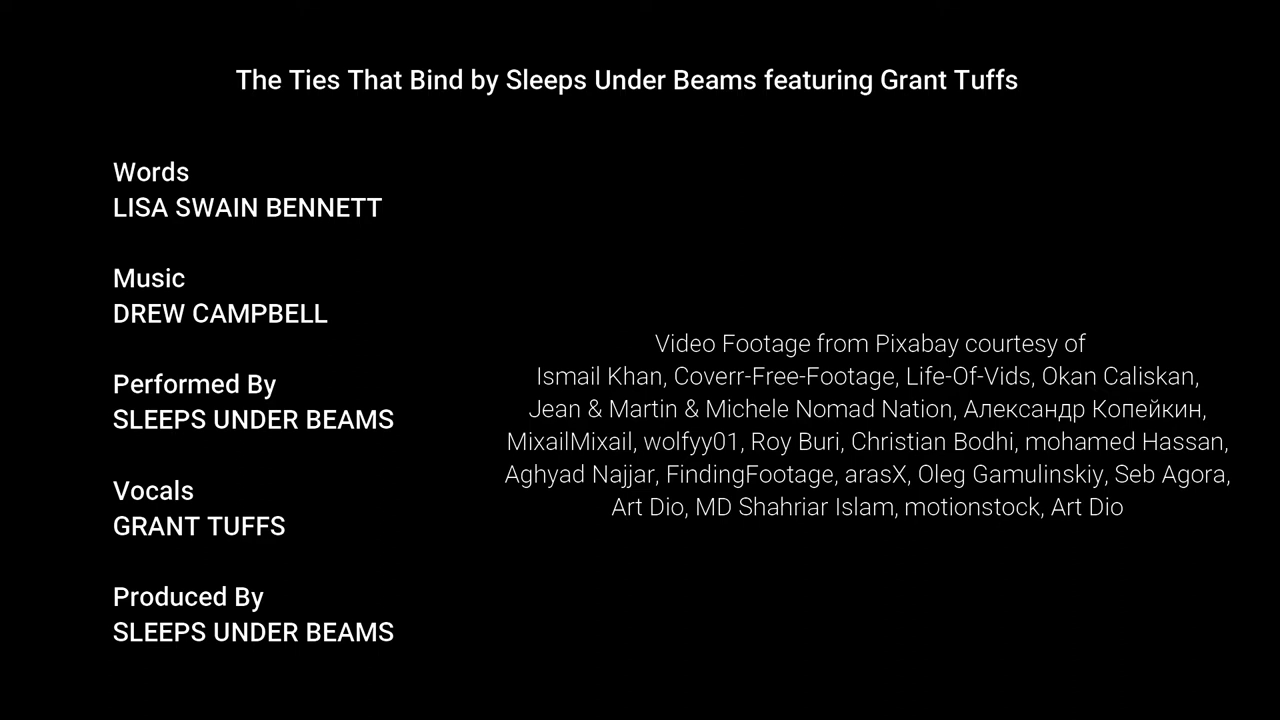 The Ties That Bind by Sleeps Under Beams featuring Grant Tuffs
Words
LISA SWAIN BENNETT
Music
DREW CAMPBELL
Performed By
SLEEPS UNDER BEAMS
Vocals
GRANT TUFFS
Produced By
SLEEPS UNDER BEAMS
Video Footage from Pixabay courtesy of
Ismail Khan, Coverr-Free-Footage, Life-Of-Vids, Okan Caliskan,
Jean & Martin & Michele Nomad Nation, Александр Копейкин,
MixailMixail, wolfyy01, Roy Buri, Christian Bodhi, mohamed Hassan,
Aghyad Najjar, FindingFootage, arasX, Oleg Gamulinskiy, Seb Agora,
Art Dio, MD Shahriar Islam, motionstock, Art Dio